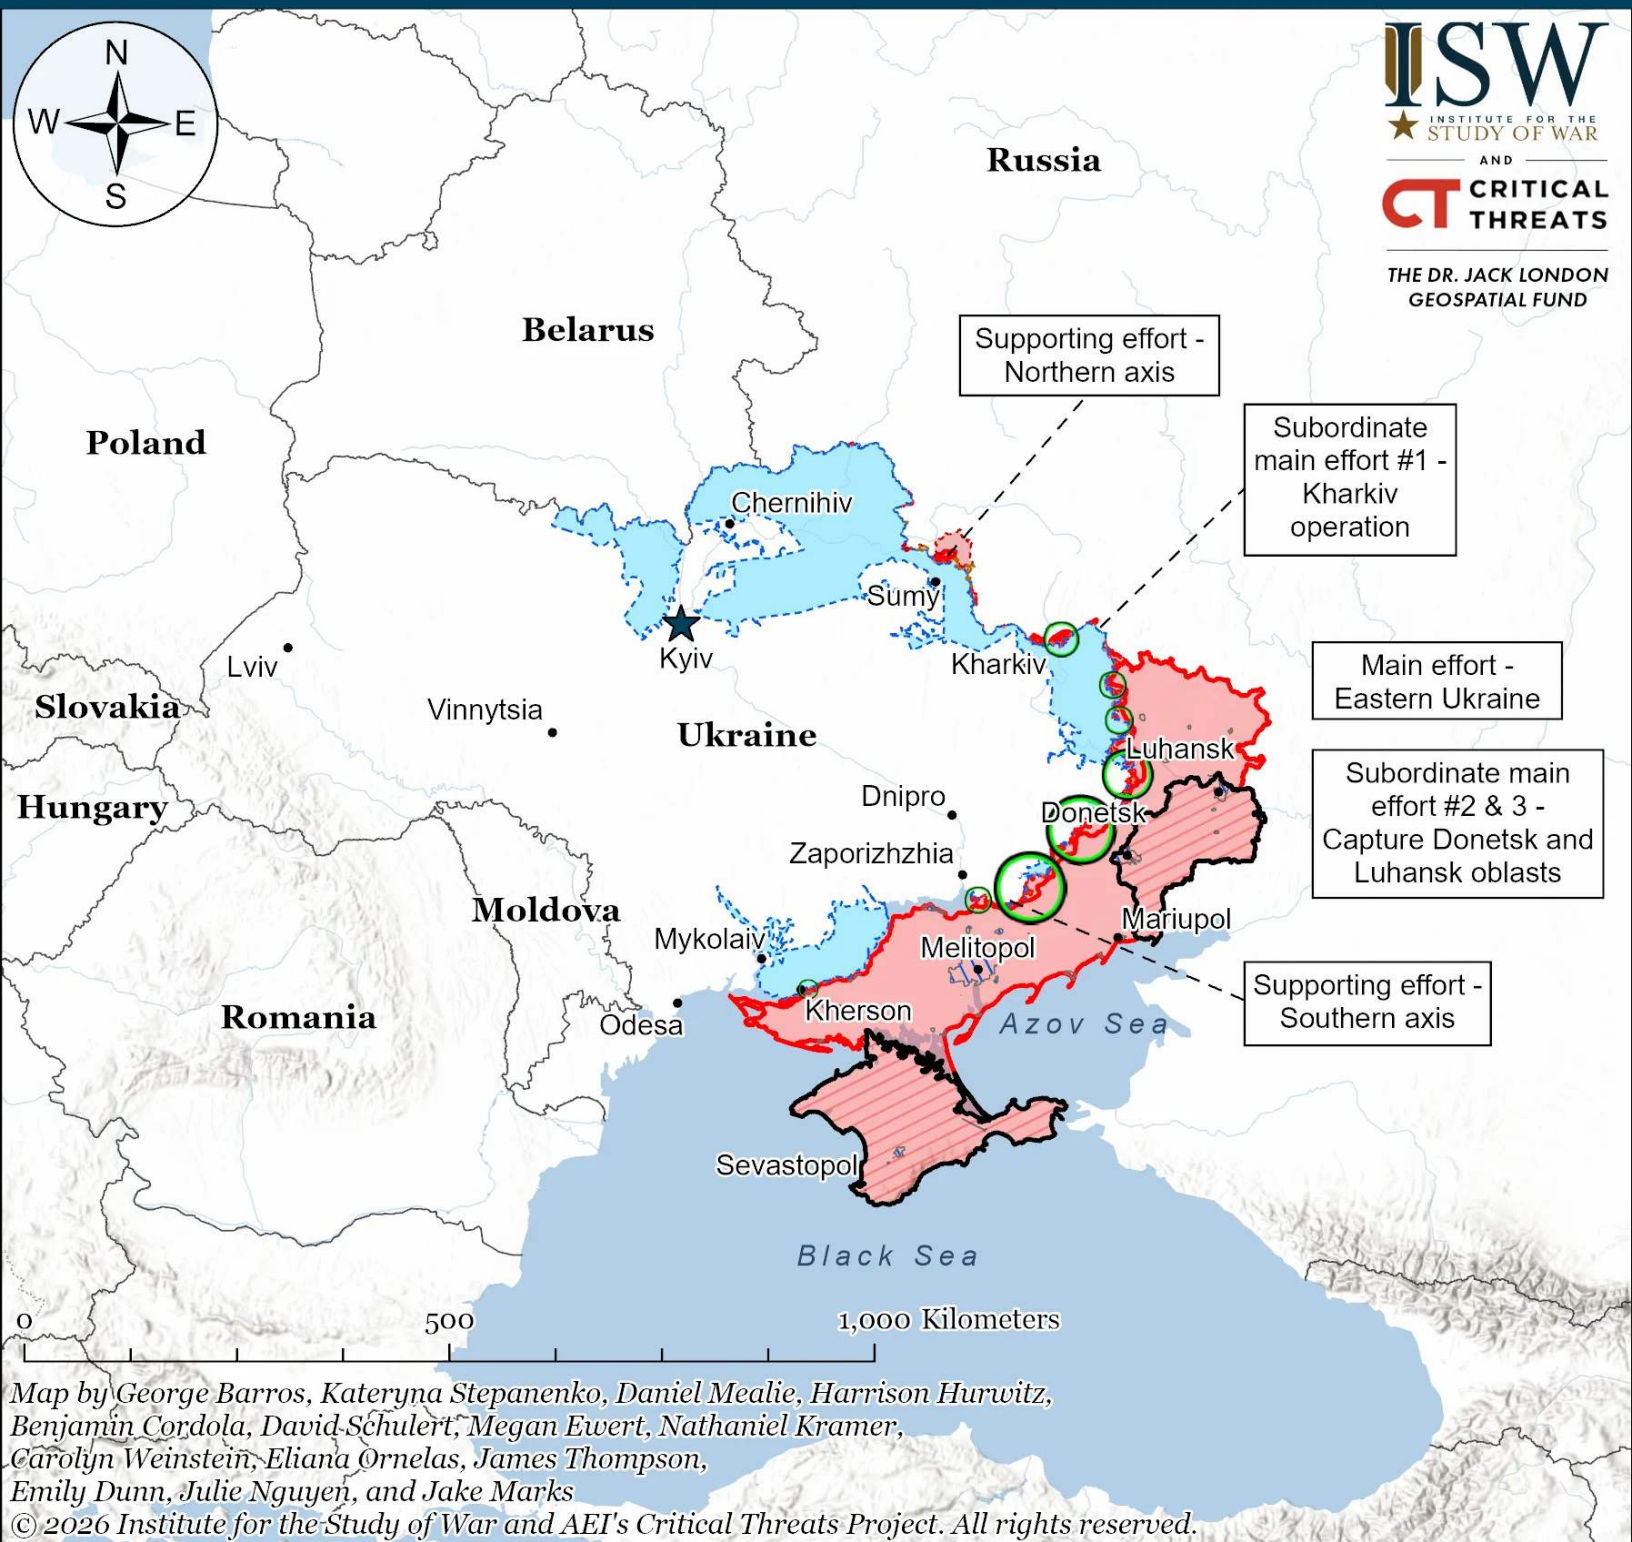 N
W
E
S
ISW
INSTITUTE FOR THE
STUDY OF WAR
AND
CT CRITICAL
THREATS
THE DR. JACK LONDON
GEOSPATIAL FUND
Russia
Belarus
Supporting effort -
Northern axis
Subordinate
main effort #1 -
Kharkiv
operation
Poland
Chernihiv
Sumy
Kyiv
Kharkiv
Lviv
Main effort -
Eastern Ukraine
Slovakia
Vinnytsia
Ukraine
Luhansk
Hungary
Dnipro
Donetsk
Subordinate main
effort #2 & 3 -
Capture Donetsk and
Luhansk oblasts
Zaporizhzhia
Moldova
Mariupol
Mykolaiv
Melitopol
Romania
Odesa
Kherson
Azov Sea
Supporting effort -
Southern axis
Sevastopol
Black Sea
0 500 1,000 Kilometers
Map by George Barros, Kateryna Stepanenko, Daniel Mealie, Harrison Hurwitz,
Benjamin Cordola, David Schulert, Megan Ewert, Nathaniel Kramer,
Carolyn Weinstein, Eliana Ornelas, James Thompson,
Emily Dunn, Julie Nguyen, and Jake Marks
© 2026 Institute for the Study of War and AEI's Critical Threats Project. All rights reserved.